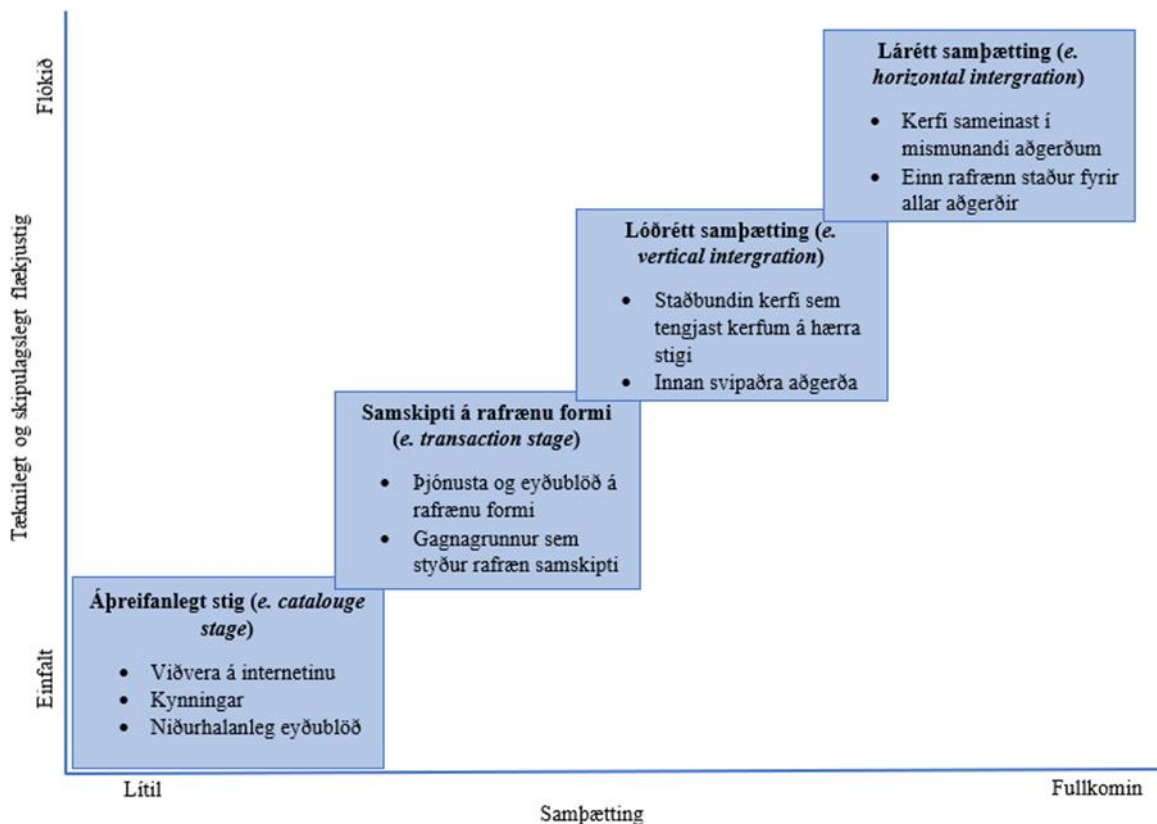 Flókið
Tæknilegt og skipulagslegt flækjustig
Einfalt
Lárétt samþætting (e.
horizontal intergration)
• Kerfi sameinast í
mismunandi aðgerðum
• Einn rafrænn staður fyrir
allar aðgerðir
Lóðrétt samþætting (e.
vertical intergration)
• Staðbundin kerfi sem
tengjast kerfum á hærra
stigi
• Innan svipaðra aðgerða
Samskipti á rafrænu formi
(e. transaction stage)
• Þjónusta og eyðublöð á
rafrænu formi
• Gagnagrunnur sem
styður rafræn samskipti
Áþreifanlegt stig (e. catalouge
stage)
• Viðvera á internetinu
• Kynningar
• Niðurhalanleg eyðublöð
Lítil
Fullkomin
Samþætting